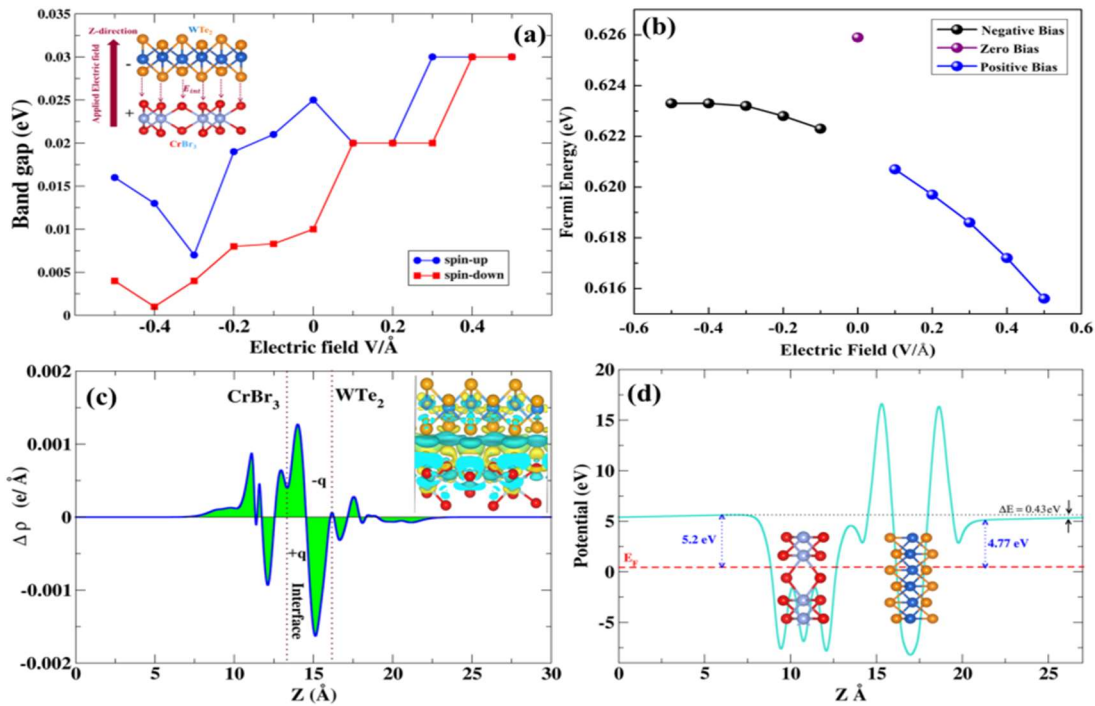 (a)
Z-direction
Applied Electric field
WTe2
-
Eint
+
CrBr3
Band gap (eV)
0.03
0.025
0.02
0.015
0.01
0.005
0
spin-up
spin-down
-0.4
-0.2
0
0.2
0.4
Electric field V/Å
(b)
Negative Bias
Zero Bias
Positive Bias
Fermi Energy (eV)
0.626
0.624
0.622
0.620
0.618
0.616
-0.6
-0.4
-0.2
0.0
0.2
0.4
0.6
Electric Field (V/Å)
(c)
CrBr3
WTe2
-q
+q
Interface
Δ ρ (e/ Å)
0.002
0.001
0
-0.001
-0.002
0
5
10
15
20
25
30
Z (Å)
(d)
Potential (eV)
20
15
10
5
0
-5
ΔE = 0.43eV
5.2 eV
4.77 eV
EF
0
5
10
15
20
25
Z Å